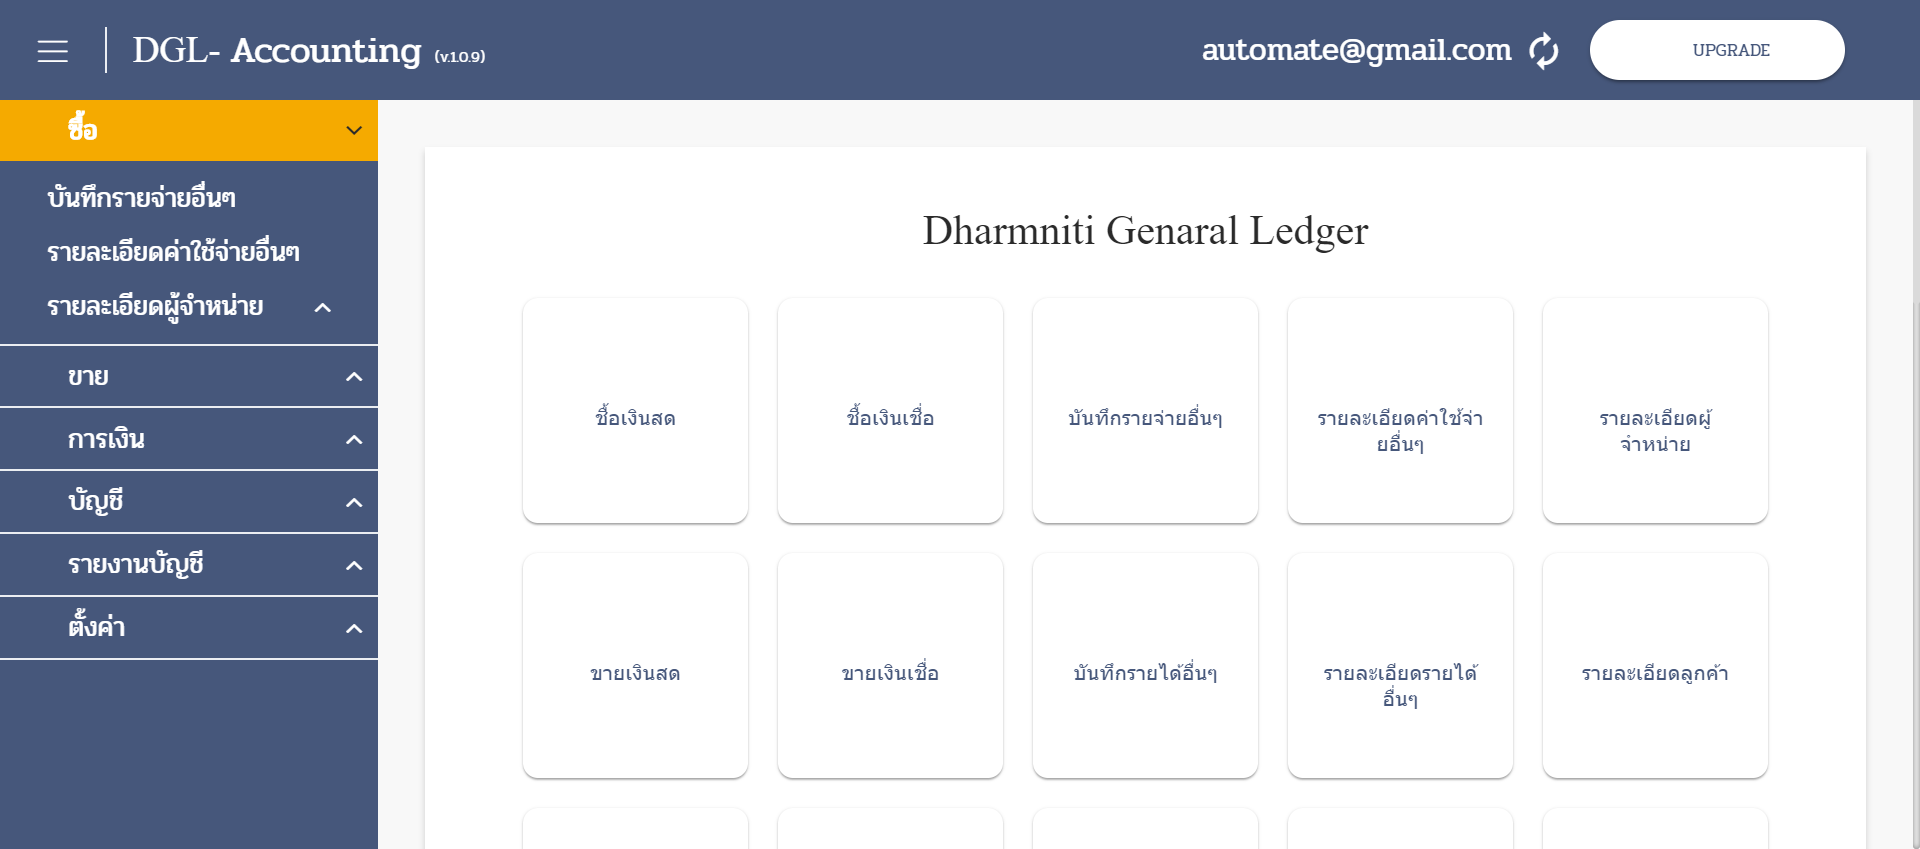 DGL- Accounting (v.1.0.9)
automate@gmail.com
UPGRADE
ซื้อ
บันทึกรายจ่ายอื่นๆ
รายละเอียดค่าใช้จ่ายอื่นๆ
รายละเอียดผู้จำหน่าย
ขาย
การเงิน
บัญชี
รายงานบัญชี
ตั้งค่า
Dharmniti Genaral Ledger
ซื้อเงินสด
ซื้อเงินเชื่อ
บันทึกรายจ่ายอื่นๆ
รายละเอียดค่าใช้จ่า
ยอื่นๆ
รายละเอียดผู้
จำหน่าย
ขายเงินสด
ขายเงินเชื่อ
บันทึกรายได้อื่นๆ
รายละเอียดรายได้
อื่นๆ
รายละเอียดลูกค้า